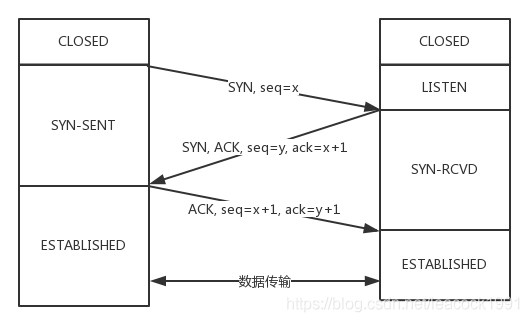 CLOSED
CLOSED
SYN, seq=x
LISTEN
SYN-SENT
SYN, ACK, seq=y, ack=x+1
SYN-RCVD
ACK, seq=x+1, ack=y+1
ESTABLISHED
ESTABLISHED
数据传输
https://blog.csdn.net/leacock1991